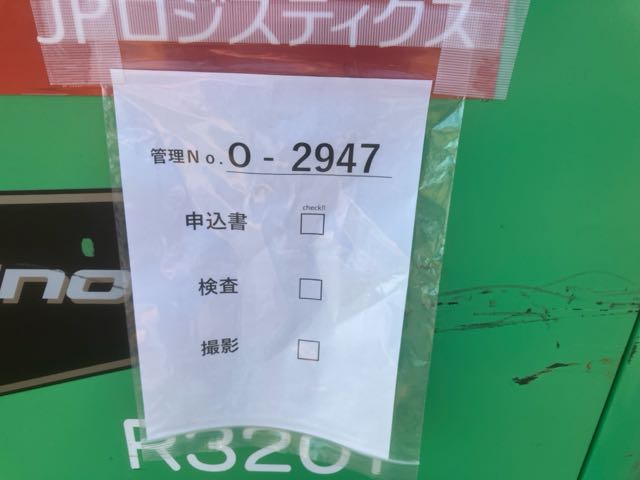 JPロジスティクス
管理No. O - 2947
check!!
申込書
検査
撮影